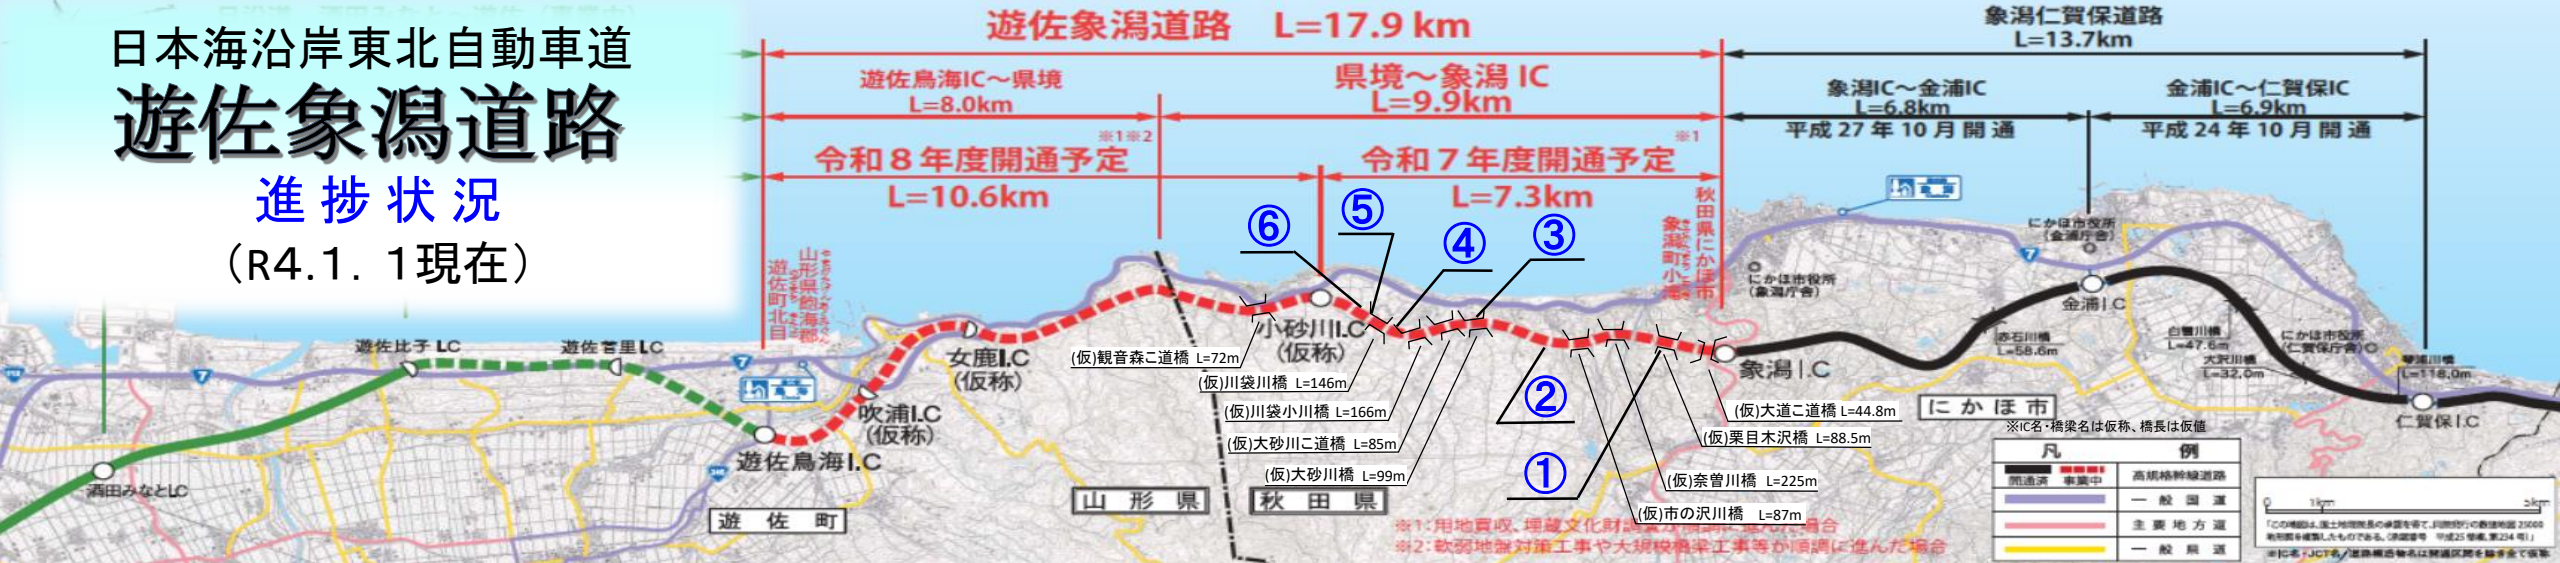 日本海沿岸東北自動車道
遊佐象潟道路
進捗状況
（R4.1．1現在）
遊佐象潟道路　L=17.9 km
象潟仁賀保道路
L=13.7km
遊佐鳥海IC～県境
L=8.0km
県境～象潟 IC
L=9.9km
象潟IC～金浦IC
L=6.8km
平成 27 年 10 月 開 通
金浦IC～仁賀保IC
L=6.9km
平成 24 年 10 月 開 通
令和８年度開通予定
※1※2
L=10.6km
令和７年度開通予定
※1
L=7.3km
山形県飽海郡
遊佐町北目
秋田県にかほ市
象潟町小滝
⑥
⑤
④
③
②
①
遊佐比子 I.C
遊佐菅里I.C
酒田みなとI.C
遊佐鳥海I.C
吹浦I.C
(仮称)
女鹿I.C
(仮称)
小砂川I.C
(仮称)
象潟I.C
金浦I.C
仁賀保I.C
7
7
7
にかほ市役所
(象潟庁舎)
にかほ市役所
(金浦庁舎)
にかほ市役所
(仁賀保庁舎)
赤石川橋
L=58.6m
白雪川橋
L=47.6m
大沢川橋
L=32.0m
L=118.0m
(仮)観音森こ道橋 L=72m
(仮)川袋川橋 L=146m
(仮)川袋小川橋 L=166m
(仮)大砂川こ道橋 L=85m
(仮)大砂川橋 L=99m
(仮)大道こ道橋 L=44.8m
(仮)栗目木沢橋 L=88.5m
(仮)奈曽川橋 L=225m
(仮)市の沢川橋 L=87m
遊 佐 町
山 形 県
秋 田 県
にかほ市
※IC名・橋梁名は仮称、橋長は仮値
凡　例
開通済　事業中
高規格幹線道路
一 般 国 道
主 要 地 方 道
一 般 県 道
※1：用地買収、埋蔵文化財調
場合
※2：軟弱地盤対策工事や大規模橋梁工事等が順調に進んだ場合
0　1km　2km